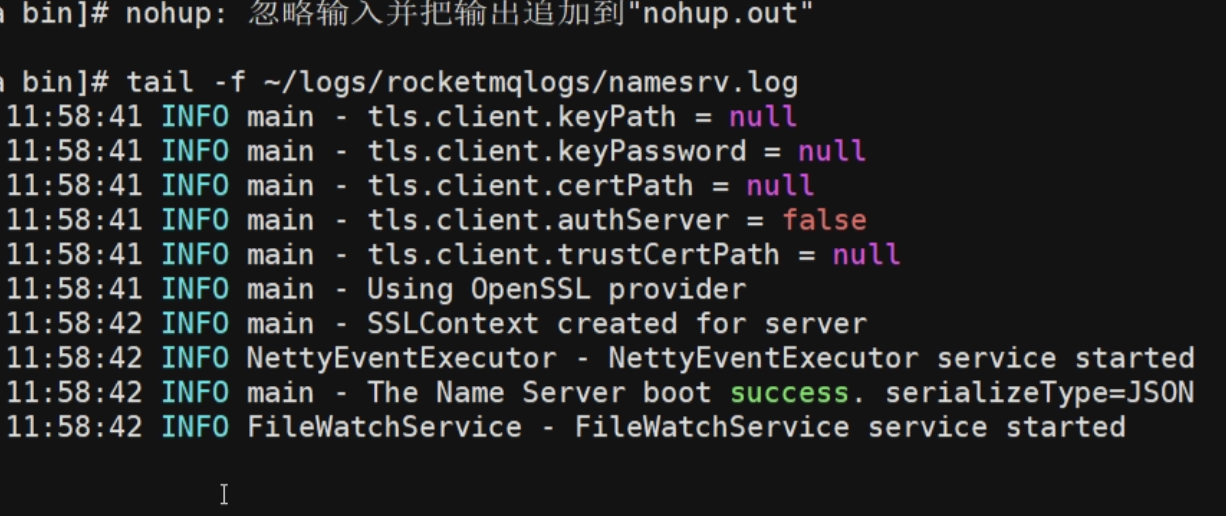 bin]# nohup: 忽略输入并把输出追加到"nohup.out"
bin]# tail -f ~/logs/rocketmqlogs/namesrv.log
11:58:41 INFO main - tls.client.keyPath = null
11:58:41 INFO main - tls.client.keyPassword = null
11:58:41 INFO main - tls.client.certPath = null
11:58:41 INFO main - tls.client.authServer = false
11:58:41 INFO main - tls.client.trustCertPath = null
11:58:41 INFO main - Using OpenSSL provider
11:58:42 INFO main - SSLContext created for server
11:58:42 INFO NettyEventExecutor - NettyEventExecutor service started
11:58:42 INFO main - The Name Server boot success. serializeType=JSON
11:58:42 INFO FileWatchService - FileWatchService service started